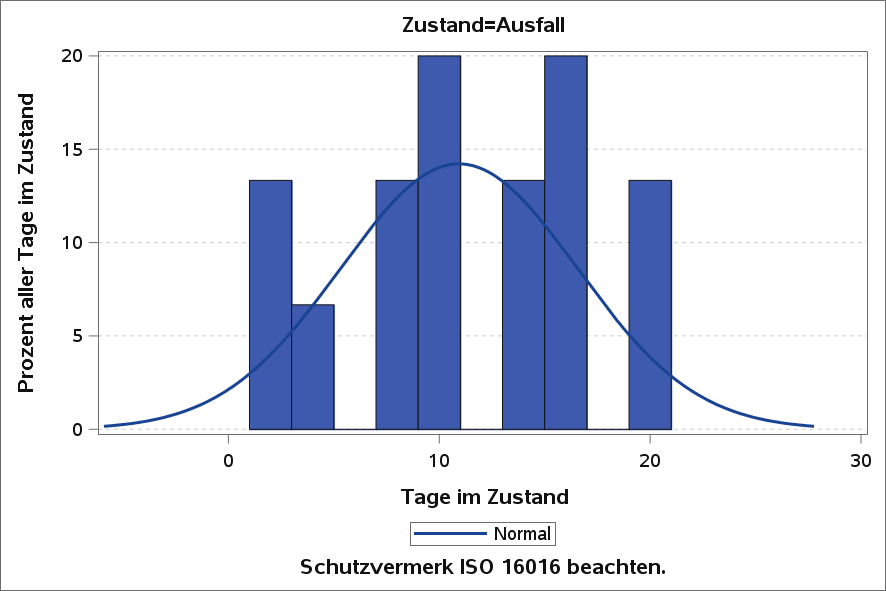 Zustand=Ausfall
20
15
10
5
0
Prozent aller Tage im Zustand
0 10 20 30
Tage im Zustand
Normal
Schutzvermerk ISO 16016 beachten.